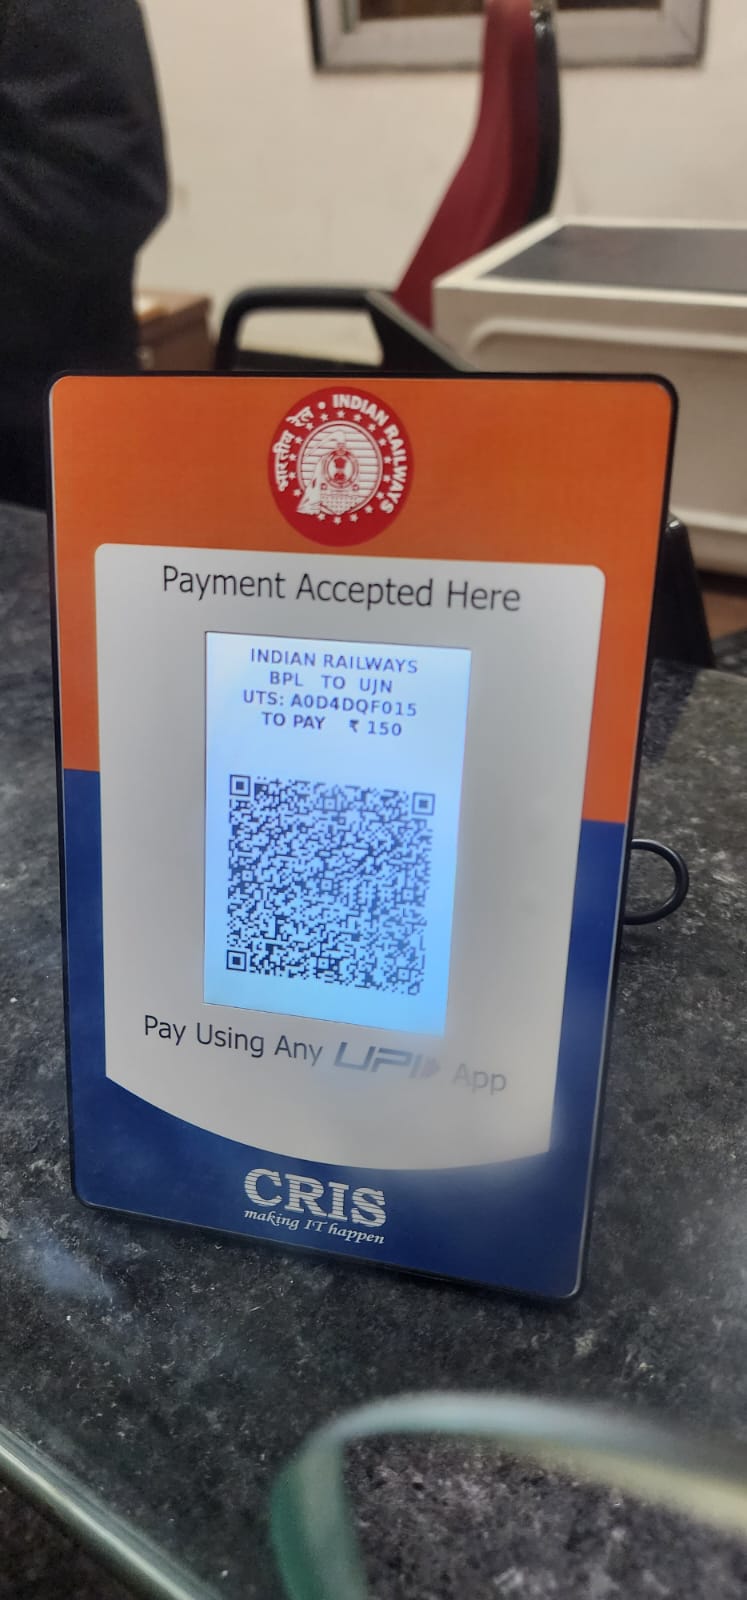 भारतीय रेल • INDIAN RAILWAYS
Payment Accepted Here
INDIAN RAILWAYS
BPL TO UJN
UTS: A0D4DQF015
TO PAY ₹ 150
Pay Using Any UPI App
CRIS
making IT happen